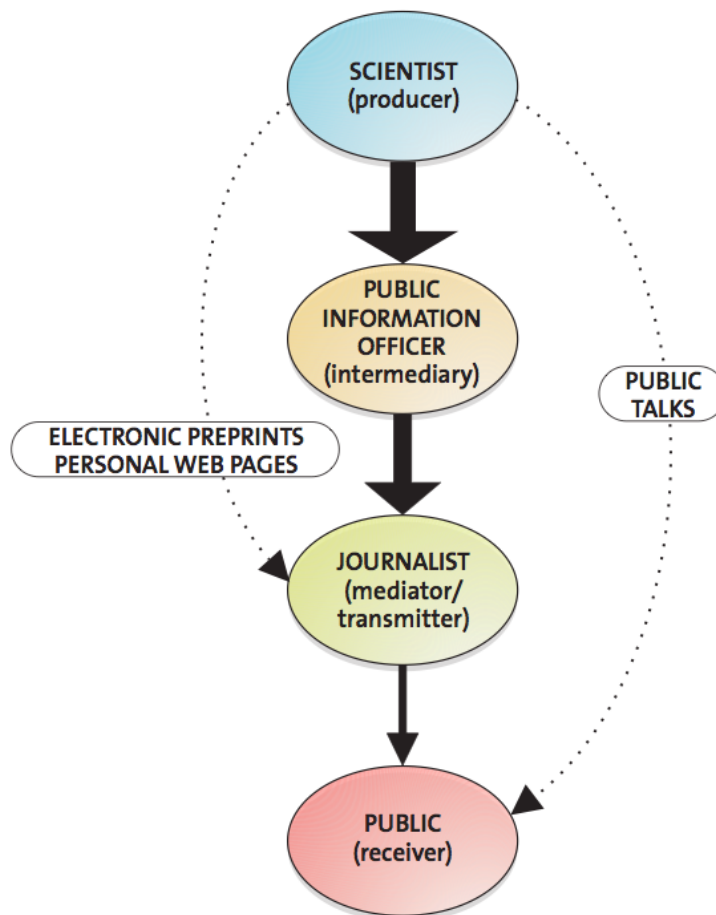 SCIENTIST
(producer)
PUBLIC
INFORMATION
OFFICER
(intermediary)
PUBLIC
TALKS
ELECTRONIC PREPRINTS
PERSONAL WEB PAGES
JOURNALIST
(mediator/
transmitter)
PUBLIC
(receiver)